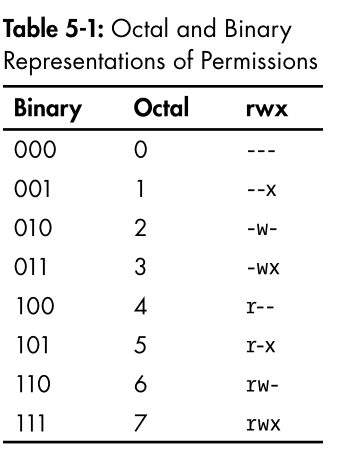 Table 5-1: Octal and Binary
Representations of Permissions
Binary Octal rwx
000 0 ---
001 1 --x
010 2 -w-
011 3 -wx
100 4 r--
101 5 r-x
110 6 rw-
111 7 rwx